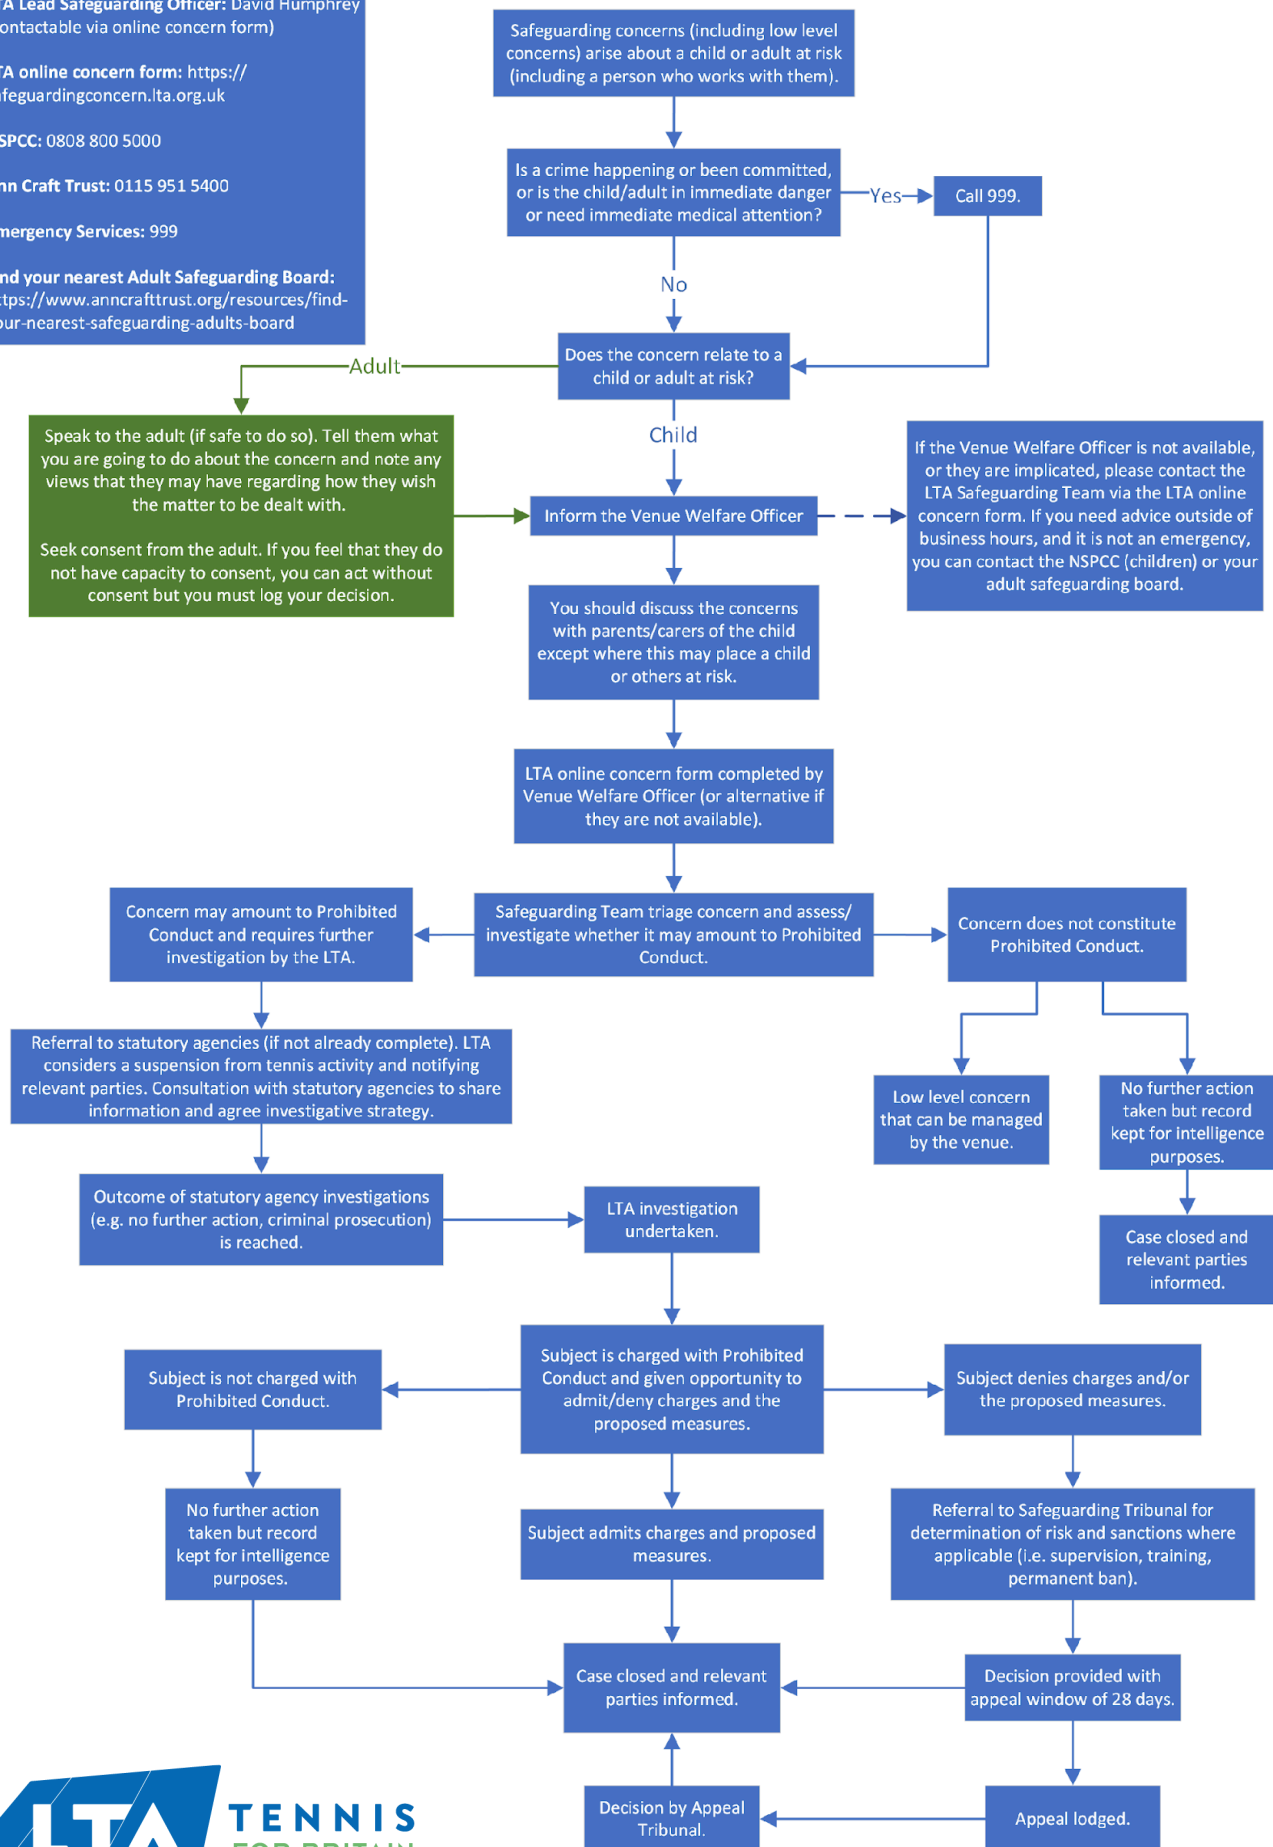 TA Lead Safeguarding Officer: David Humphrey
ontactable via online concern form)
TA online concern form: https://
afeguardingconcern.lta.org.uk
SPCC: 0808 800 5000
nn Craft Trust: 0115 951 5400
mergency Services: 999
nd your nearest Adult Safeguarding Board:
ttps://www.anncrafttrust.org/resources/find-
our-nearest-safeguarding-adults-board
Safeguarding concerns (including low level
concerns) arise about a child or adult at risk
(including a person who works with them).
Is a crime happening or been committed,
or is the child/adult in immediate danger
or need immediate medical attention?
Yes
Call 999.
No
Does the concern relate to a
child or adult at risk?
Adult
Child
Speak to the adult (if safe to do so). Tell them what
you are going to do about the concern and note any
views that they may have regarding how they wish
the matter to be dealt with.
Seek consent from the adult. If you feel that they do
not have capacity to consent, you can act without
consent but you must log your decision.
Inform the Venue Welfare Officer
If the Venue Welfare Officer is not available,
or they are implicated, please contact the
LTA Safeguarding Team via the LTA online
concern form. If you need advice outside of
business hours, and it is not an emergency,
you can contact the NSPCC (children) or your
adult safeguarding board.
You should discuss the concerns
with parents/carers of the child
except where this may place a child
or others at risk.
LTA online concern form completed by
Venue Welfare Officer (or alternative if
they are not available).
Concern may amount to Prohibited
Conduct and requires further
investigation by the LTA.
Safeguarding Team triage concern and assess/
investigate whether it may amount to Prohibited
Conduct.
Concern does not constitute
Prohibited Conduct.
Referral to statutory agencies (if not already complete). LTA
considers a suspension from tennis activity and notifying
relevant parties. Consultation with statutory agencies to share
information and agree investigative strategy.
Low level concern
that can be managed
by the venue.
No further action
taken but record
kept for intelligence
purposes.
Outcome of statutory agency investigations
(e.g. no further action, criminal prosecution)
is reached.
LTA investigation
undertaken.
Case closed and
relevant parties
informed.
Subject is not charged with
Prohibited Conduct.
Subject is charged with Prohibited
Conduct and given opportunity to
admit/deny charges and the
proposed measures.
Subject denies charges and/or
the proposed measures.
No further action
taken but record
kept for intelligence
purposes.
Subject admits charges and proposed
measures.
Referral to Safeguarding Tribunal for
determination of risk and sanctions where
applicable (i.e. supervision, training,
permanent ban).
Case closed and relevant
parties informed.
Decision provided with
appeal window of 28 days.
Decision by Appeal
Tribunal.
Appeal lodged.
LTA
TENNIS
FOR BRITAIN